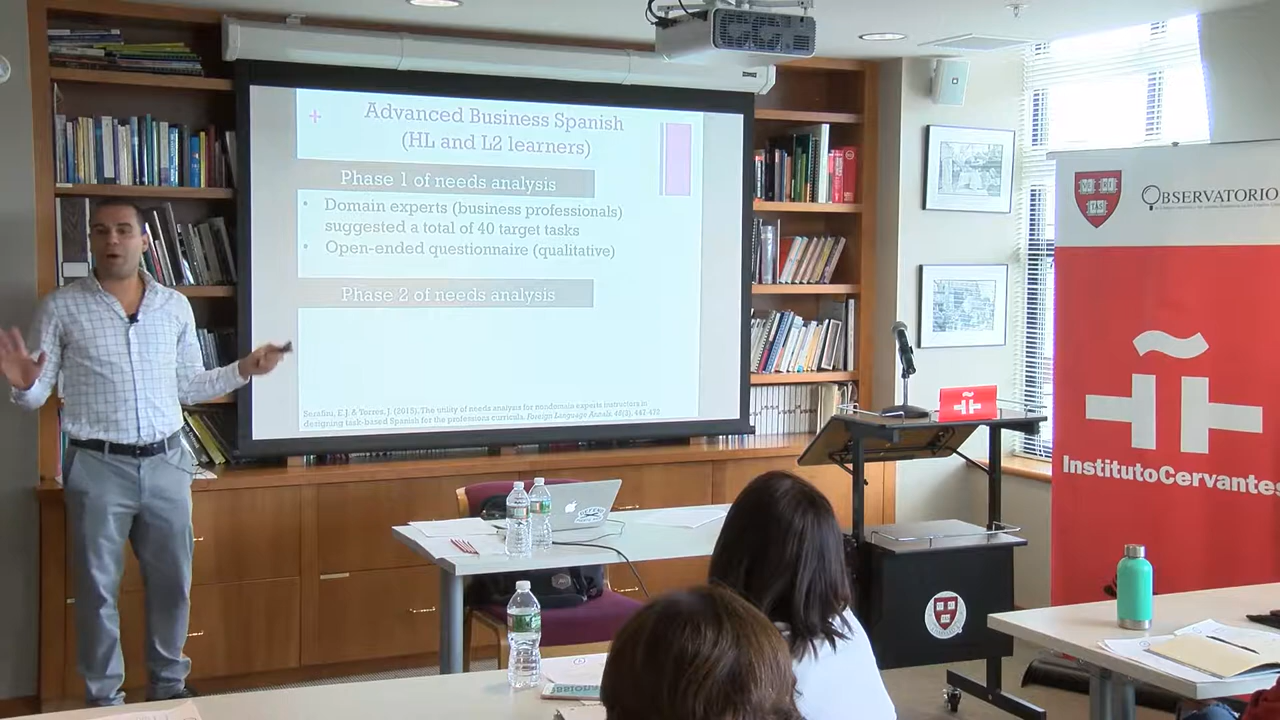 + Advanced Business Spanish
(HL and L2 learners)
Phase 1 of needs analysis
Domain experts (business professionals)
suggested a total of 40 target tasks
Open-ended questionnaire (qualitative)
Phase 2 of needs analysis
Serafini, E.J. & Torres, J. (2015). The utility of needs analysis for nondomain experts instructors in
designing task-based Spanish for the professions curricula. Foreign Language Annals, 48(3), 447-472.
OBSERVATORIO
InstitutoCervantes